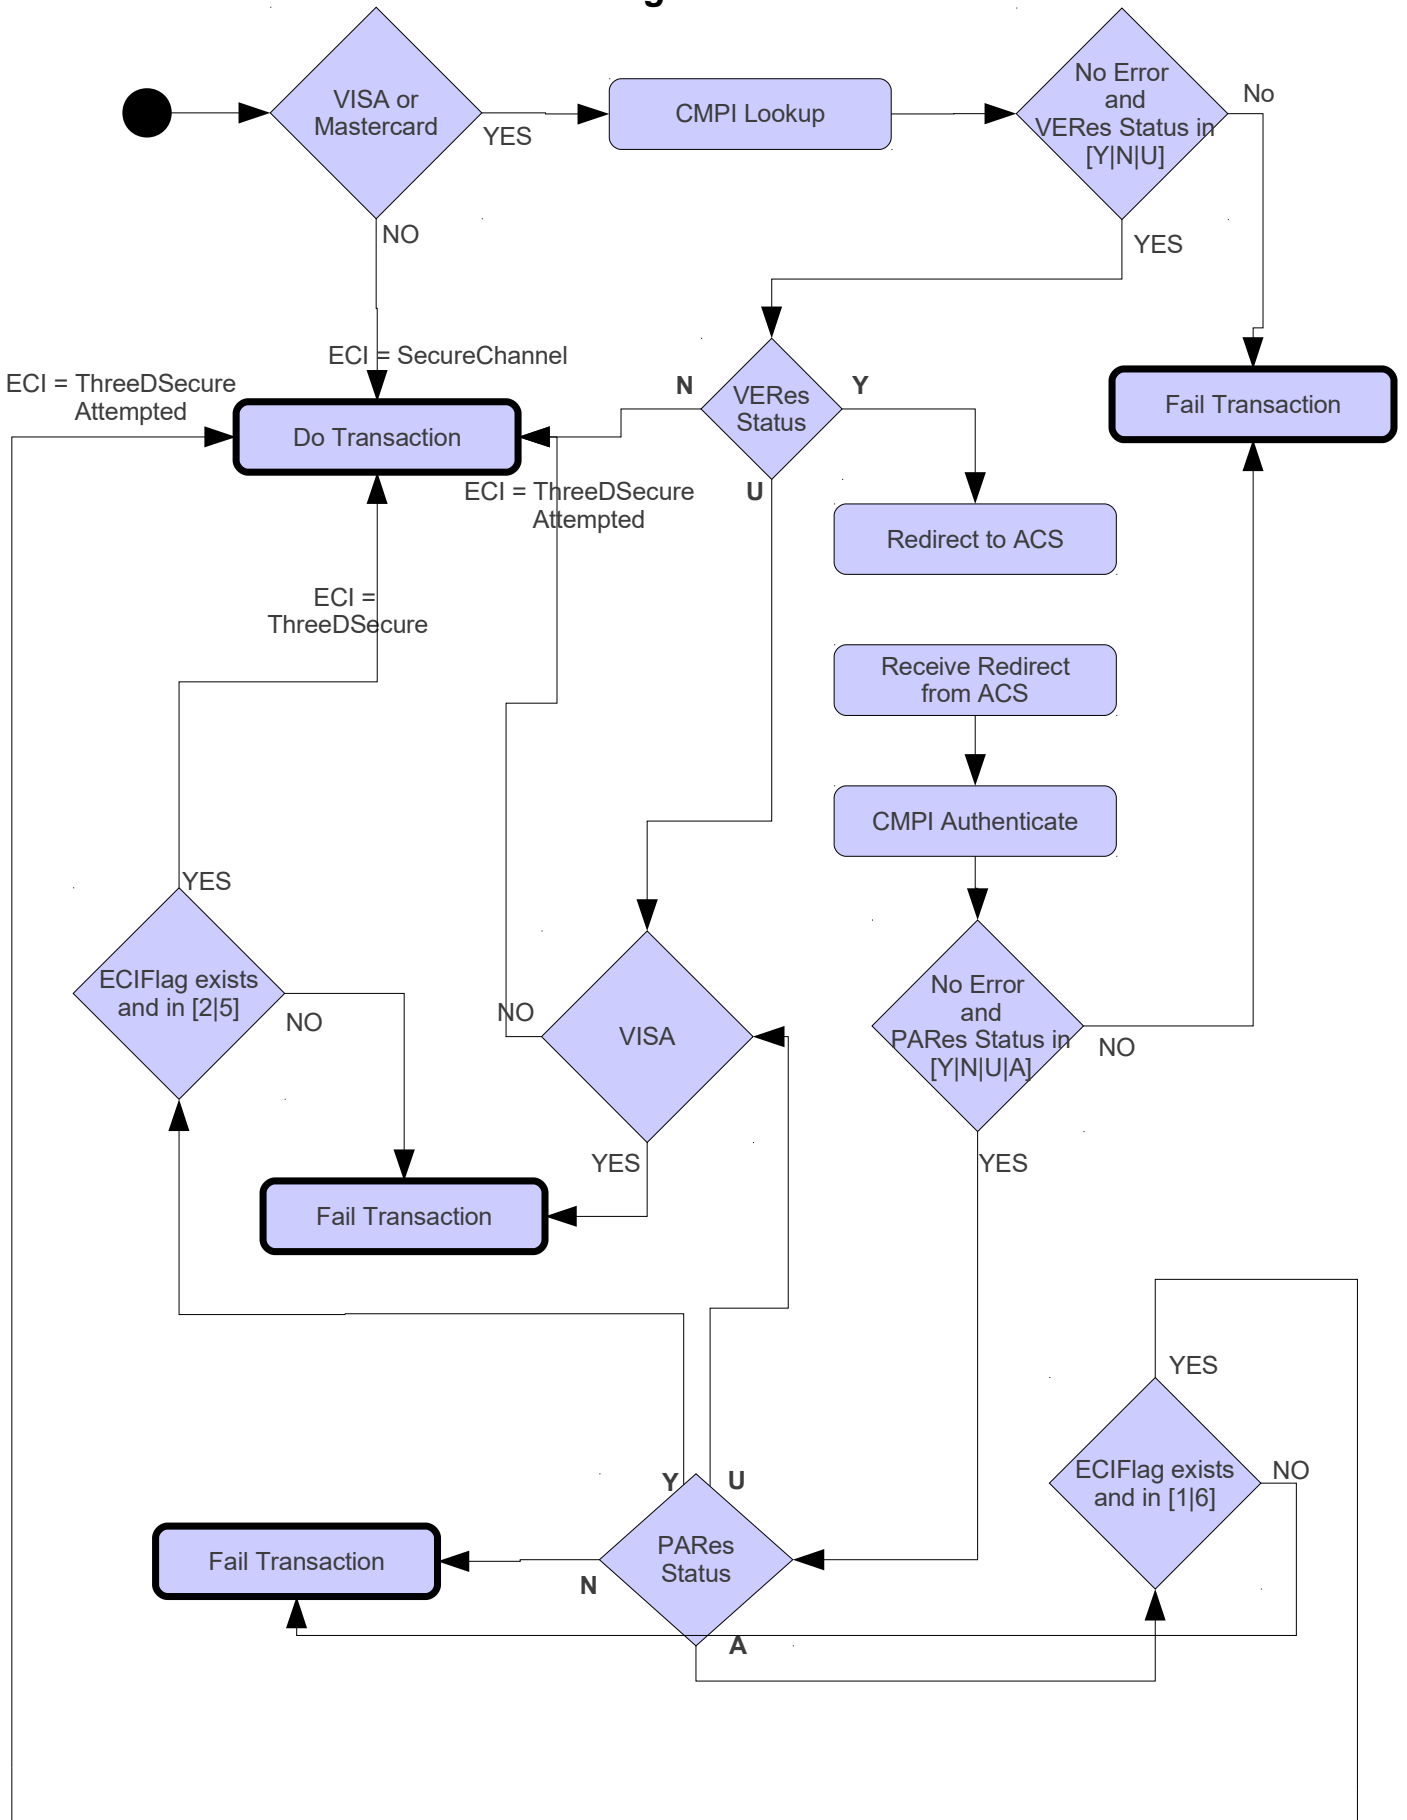 VISA or
Mastercard
YES
CMPI Lookup
No Error
and
VERes Status in
[Y|N|U]
No
NO
YES
ECI = SecureChannel
ECI = ThreeDSecure
Attempted
Do Transaction
N
VERes
Status
Y
Fail Transaction
U
ECI = ThreeDSecure
Attempted
Redirect to ACS
ECI =
ThreeDSecure
Receive Redirect
from ACS
CMPI Authenticate
YES
ECIFlag exists
and in [2|5]
NO
NO
VISA
No Error
and
PARes Status in
[Y|N|U|A]
NO
YES
YES
Fail Transaction
YES
ECIFlag exists
and in [1|6]
NO
Y
U
PARes
Status
Fail Transaction
N
A